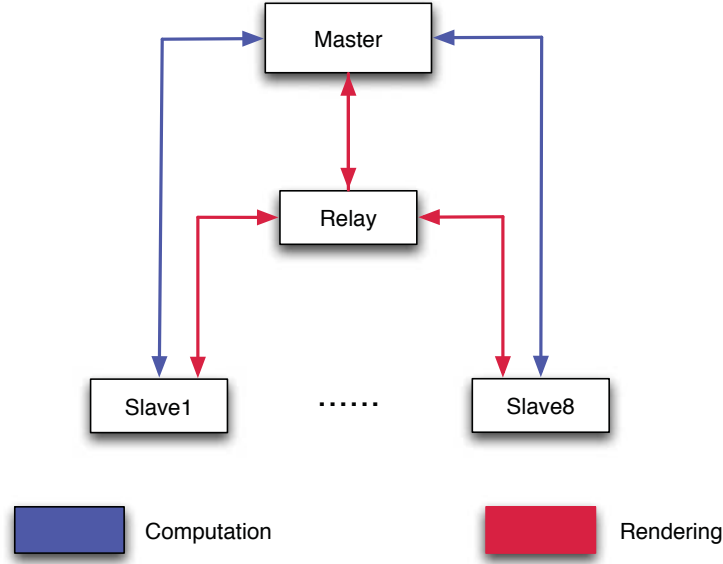 Master
Relay
Slave1
......
Slave8
Computation
Rendering